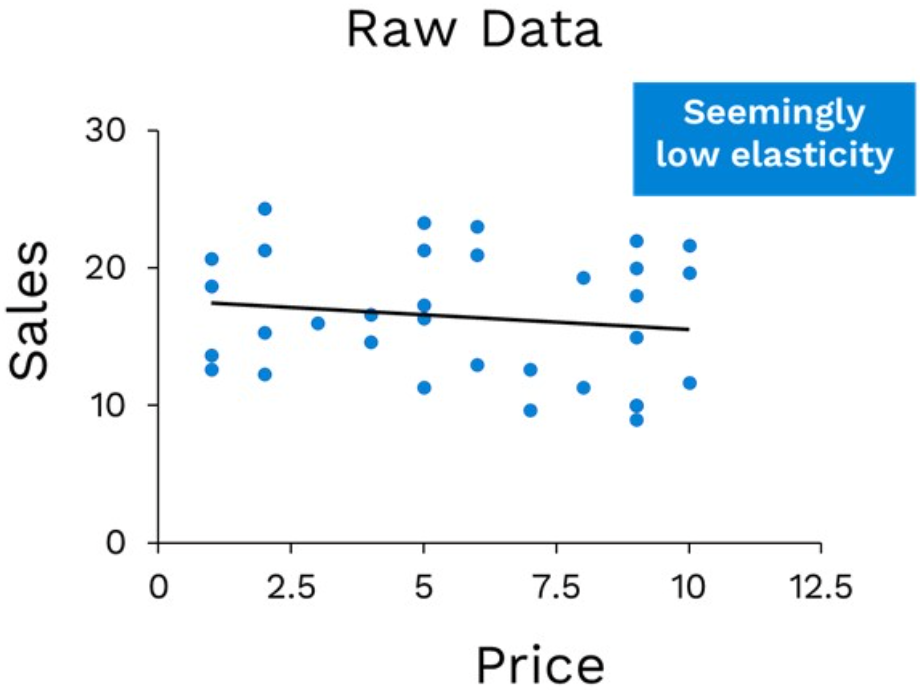 Raw Data
Seemingly
low elasticity
30
20
10
0
Sales
0 2.5 5 7.5 10 12.5
Price